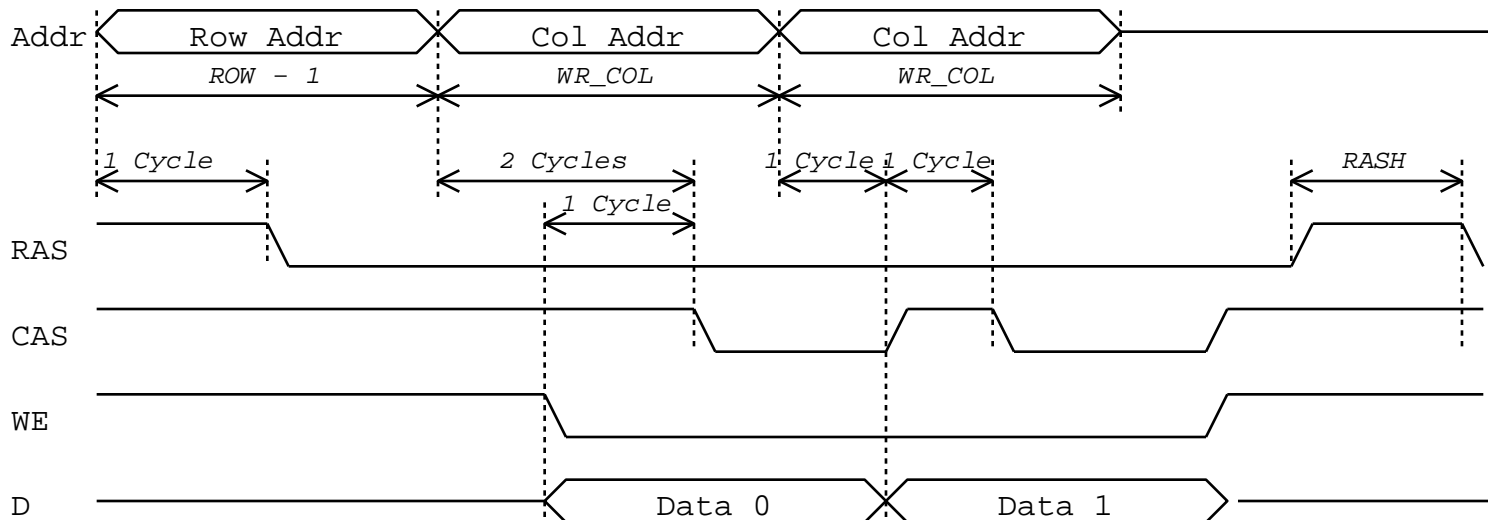 Addr Row Addr Col Addr Col Addr
ROW - 1 WR_COL WR_COL
1 Cycle 2 Cycles 1 Cycle 1 Cycle RASH
1 Cycle
RAS
CAS
WE
D Data 0 Data 1